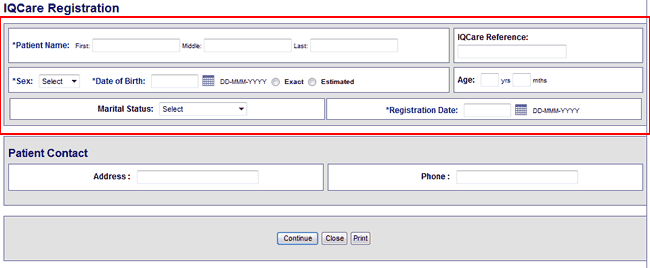 IQCare Registration
*Patient Name: First: Middle: Last:
IQCare Reference:
*Sex: Select *Date of Birth: DD-MMM-YYYY Exact Estimated
Age: yrs mths
Marital Status: Select
*Registration Date: DD-MMM-YYYY
Patient Contact
Address :
Phone :
Continue Close Print